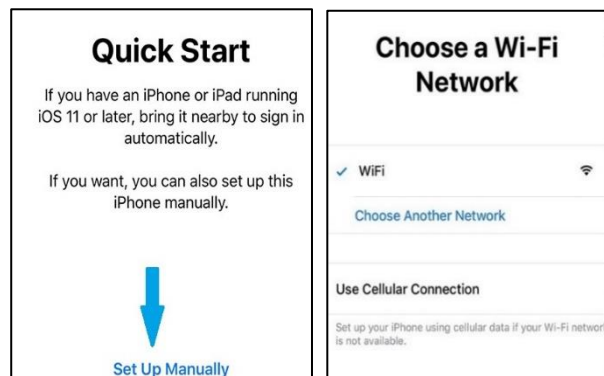 Quick Start
If you have an iPhone or iPad running
iOS 11 or later, bring it nearby to sign in
automatically.
If you want, you can also set up this
iPhone manually.
Set Up Manually
Choose a Wi-Fi
Network
WiFi
Choose Another Network
Use Cellular Connection
Set up your iPhone using cellular data if your Wi-Fi network
is not available.